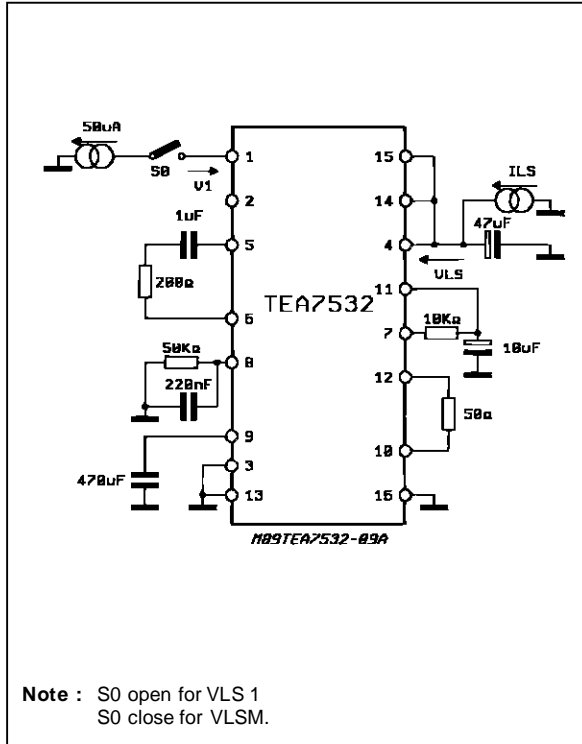 50uA
S0
V1
1
2
5
6
8
9
3
13
1uF
200Ω
50KΩ
220nF
470uF
TEA7532
15
14
4
11
7
12
10
16
ILS
47uF
VLS
10KΩ
10uF
50Ω
M09TEA7532-09A
Note : S0 open for VLS 1
S0 close for VLSM.